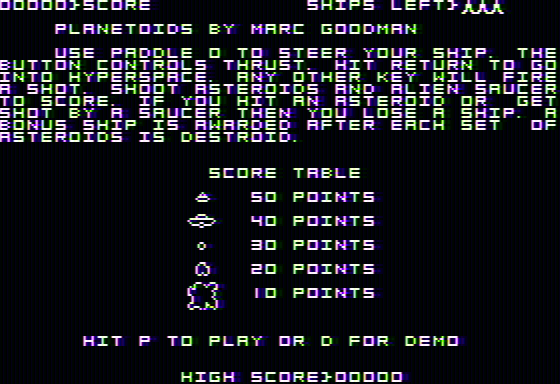 00000}SCORE SHIPS LEFT}
PLANETOIDS BY MARC GOODMAN
USE PADDLE 0 TO STEER YOUR SHIP. THE
BUTTON CONTROLS THRUST. HIT RETURN TO GO
INTO HYPERSPACE. ANY OTHER KEY WILL FIRE
A SHOT. SHOOT ASTEROIDS AND ALIEN SAUCER
TO SCORE. IF YOU HIT AN ASTEROID OR GET
SHOT BY A SAUCER THEN YOU LOSE A SHIP. A
BONUS SHIP IS AWARDED AFTER EACH SET OF
ASTEROIDS IS DESTROID.
SCORE TABLE
50 POINTS
40 POINTS
30 POINTS
20 POINTS
10 POINTS
HIT P TO PLAY OR D FOR DEMO
HIGH SCORE}00000